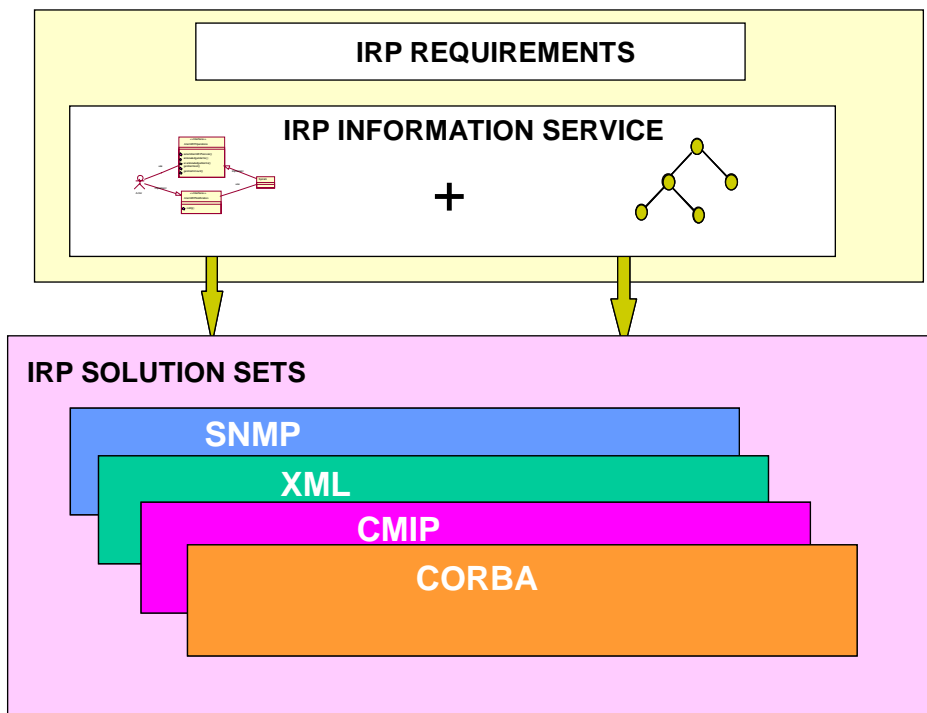 IRP REQUIREMENTS
IRP INFORMATION SERVICE
+
IRP SOLUTION SETS
SNMP
XML
CMIP
CORBA